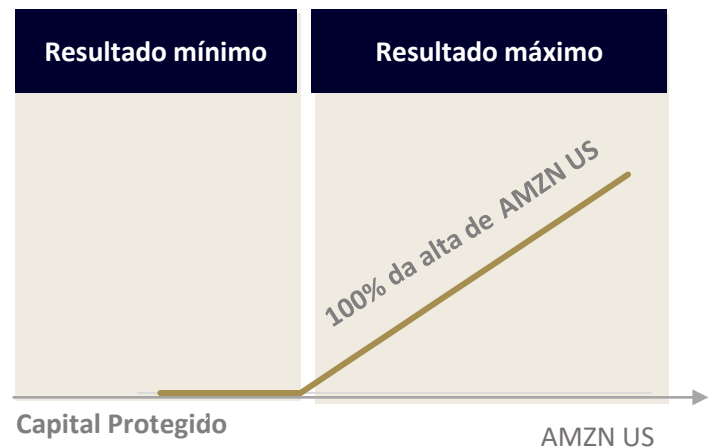 Resultado mínimo
Resultado máximo
100% da alta de AMZN US
Capital Protegido
AMZN US